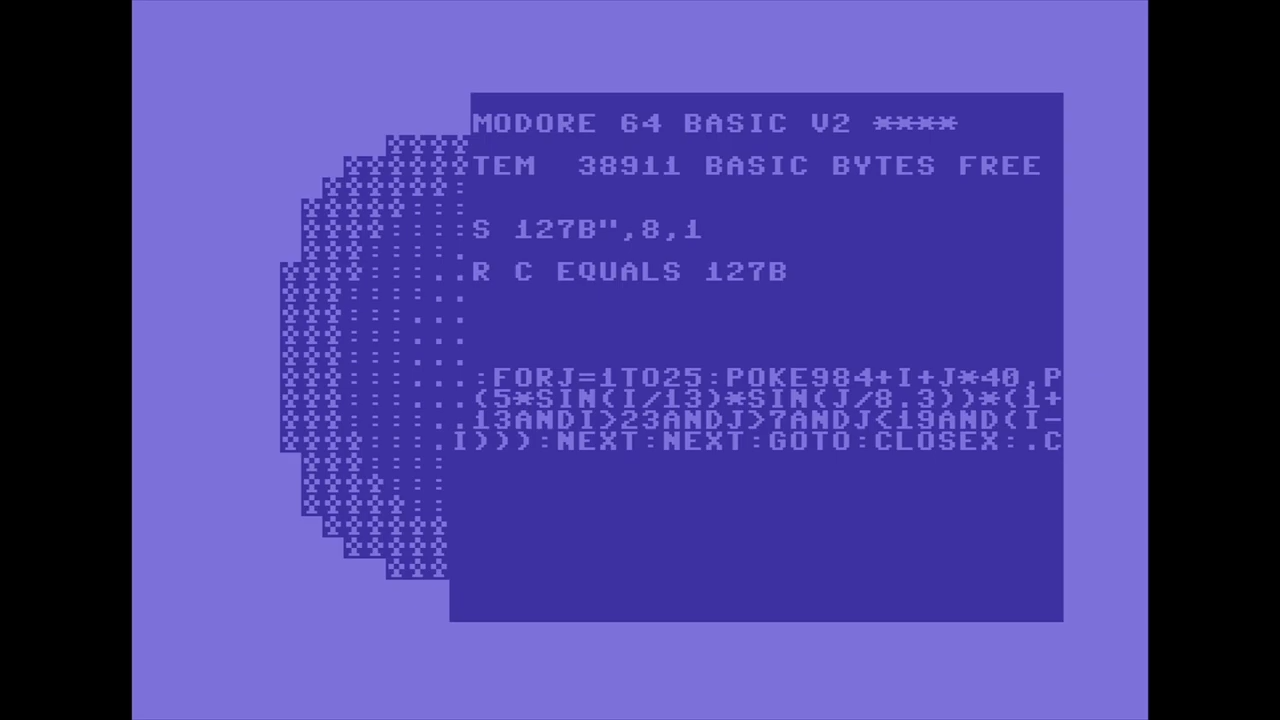 MODORE 64 BASIC V2 ****
TEM  38911 BASIC BYTES FREE
S 127B",8,1
R C EQUALS 127B
:FORJ=1TO25:POKE984+I+J*40,P
(5*SIN(I/13)*SIN(J/8.3))*(1+
13ANDI>23ANDJ>7ANDJ<19AND(I-
I))):NEXT:NEXT:GOTO:CLOSEX:.C